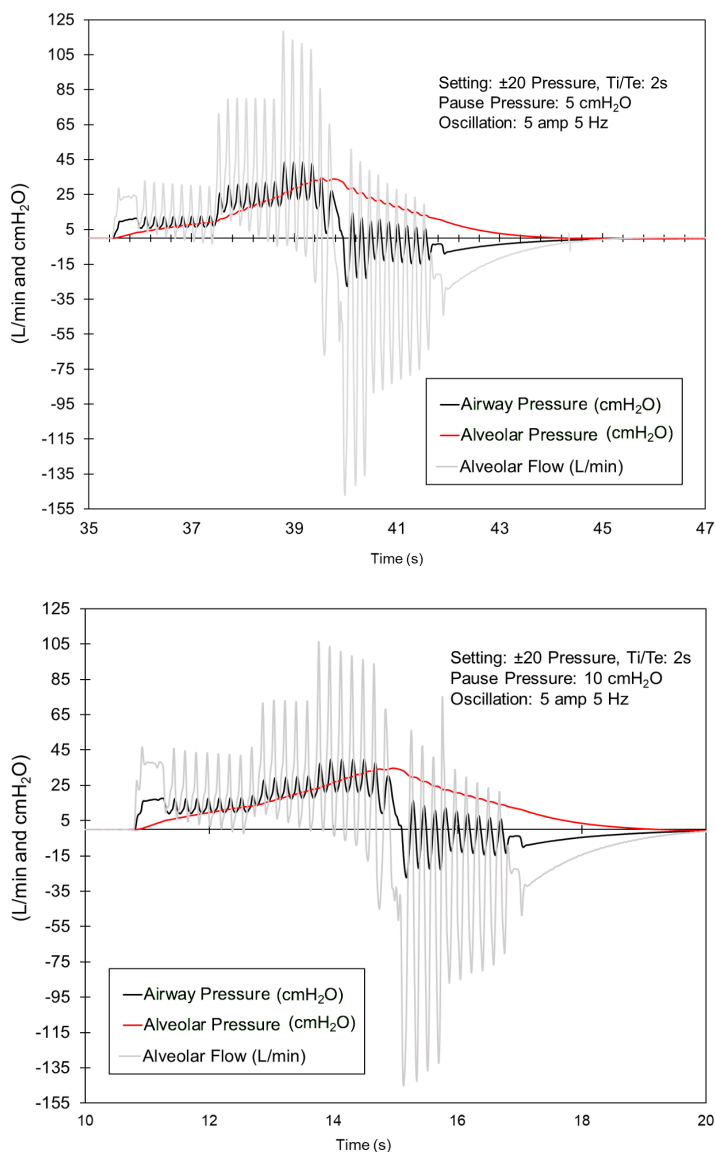 125
105
85
65
45
25
5
-15
-35
-55
-75
-95
-115
-135
-155
(L/min and cmH₂O)
Setting: ±20 Pressure, Ti/Te: 2s
Pause Pressure: 5 cmH₂O
Oscillation: 5 amp 5 Hz
Airway Pressure (cmH₂O)
Alveolar Pressure (cmH₂O)
Alveolar Flow (L/min)
35 37 39 41 43 45 47
Time (s)
125
105
85
65
45
25
5
-15
-35
-55
-75
-95
-115
-135
-155
(L/min and cmH₂O)
Setting: ±20 Pressure, Ti/Te: 2s
Pause Pressure: 10 cmH₂O
Oscillation: 5 amp 5 Hz
Airway Pressure (cmH₂O)
Alveolar Pressure (cmH₂O)
Alveolar Flow (L/min)
10 12 14 16 18 20
Time (s)